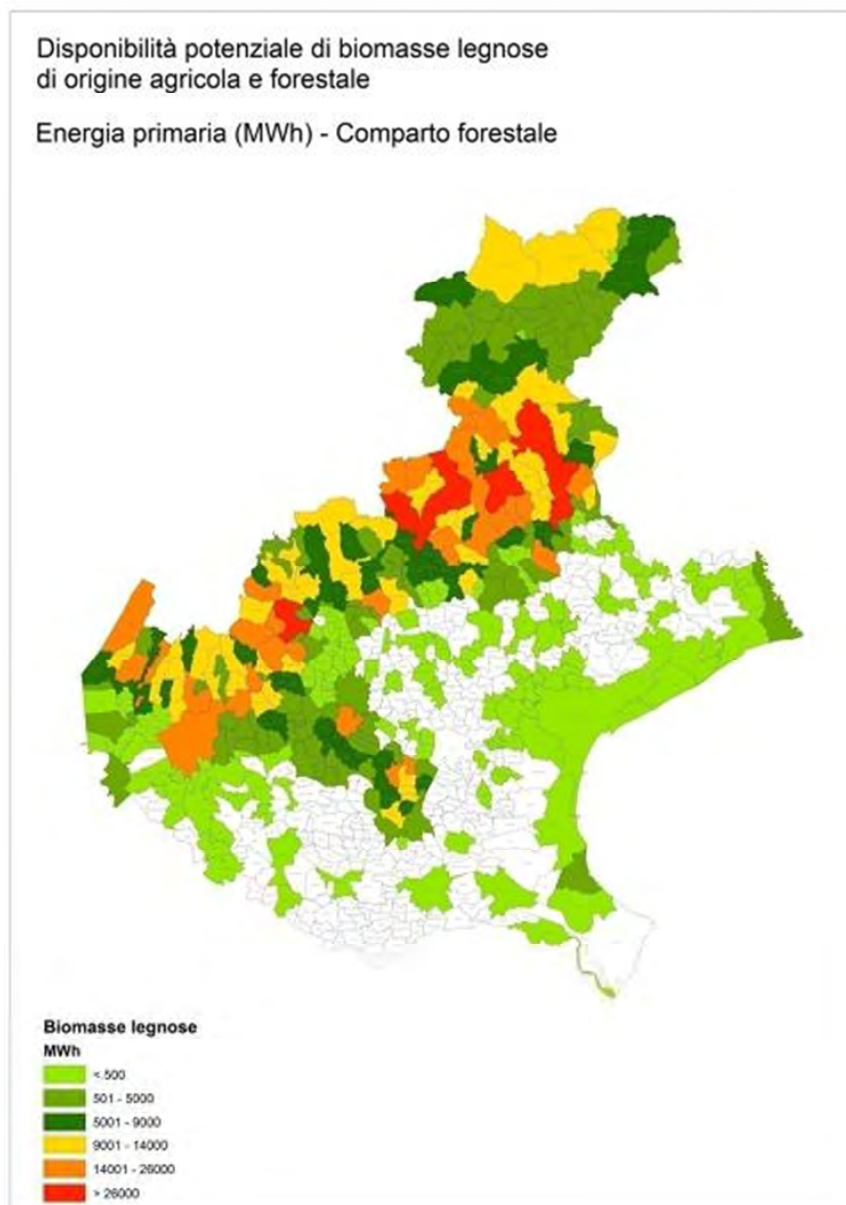 Disponibilità potenziale di biomasse legnose
di origine agricola e forestale
Energia primaria (MWh) - Comparto forestale
Biomasse legnose
MWh
< 500
501 - 5000
5001 - 9000
9001 - 14000
14001 - 26000
> 26000